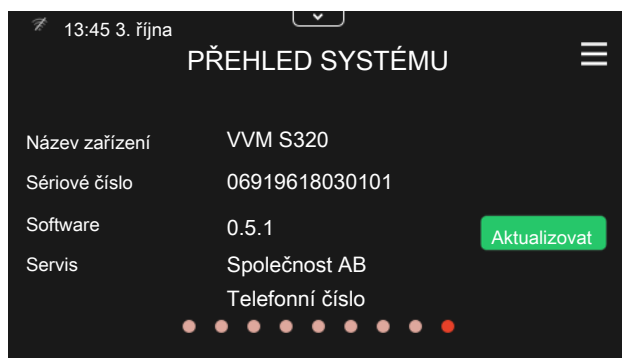 13:45 3. října
PŘEHLED SYSTÉMU
Název zařízení VVM S320
Sériové číslo 06919618030101
Software 0.5.1 Aktualizovat
Servis Společnost AB
Telefonní číslo